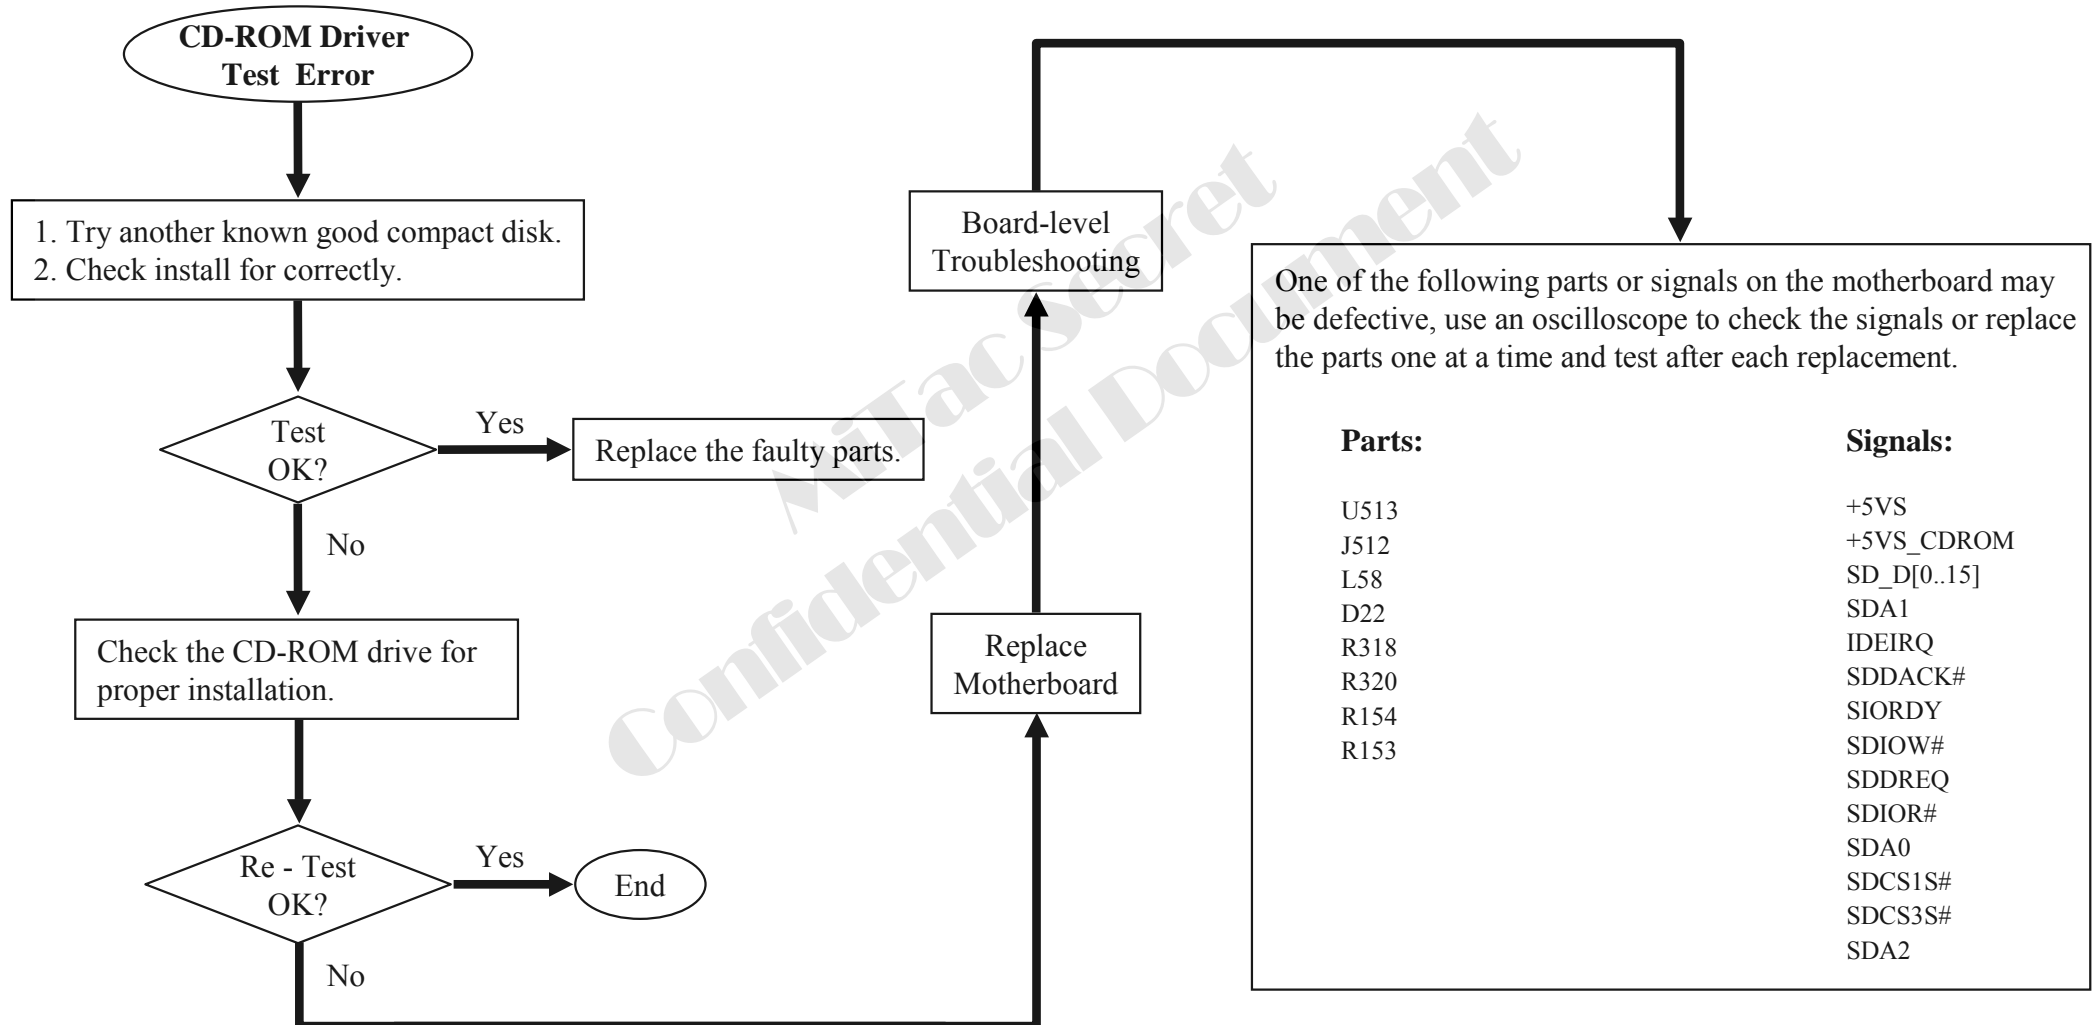 CD-ROM Driver
Test Error
1. Try another known good compact disk.
2. Check install for correctly.
Test
OK?
Yes
Replace the faulty parts.
No
Check the CD-ROM drive for
proper installation.
Re - Test
OK?
Yes
End
No
Board-level
Troubleshooting
Replace
Motherboard
One of the following parts or signals on the motherboard may
be defective, use an oscilloscope to check the signals or replace
the parts one at a time and test after each replacement.
Parts:
U513
J512
L58
D22
R318
R320
R154
R153
Signals:
+5VS
+5VS_CDROM
SD_D[0..15]
SDA1
IDEIRQ
SDDACK#
SIORDY
SDIOW#
SDDREQ
SDIOR#
SDA0
SDCS1S#
SDCS3S#
SDA2
MiTac Secret
Confidential Document